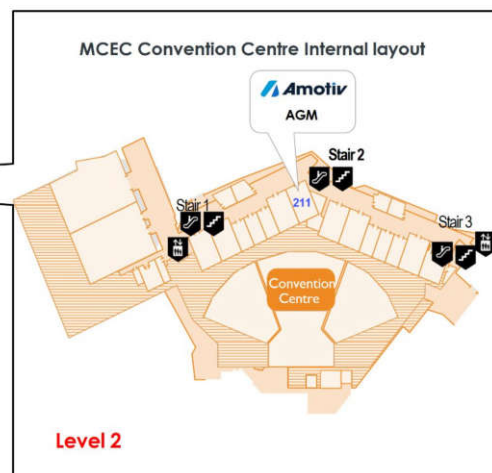 MCEC Convention Centre Internal layout
Amotiv
AGM
Stair 2
Stair 1
211
Stair 3
Convention
Centre
Level 2